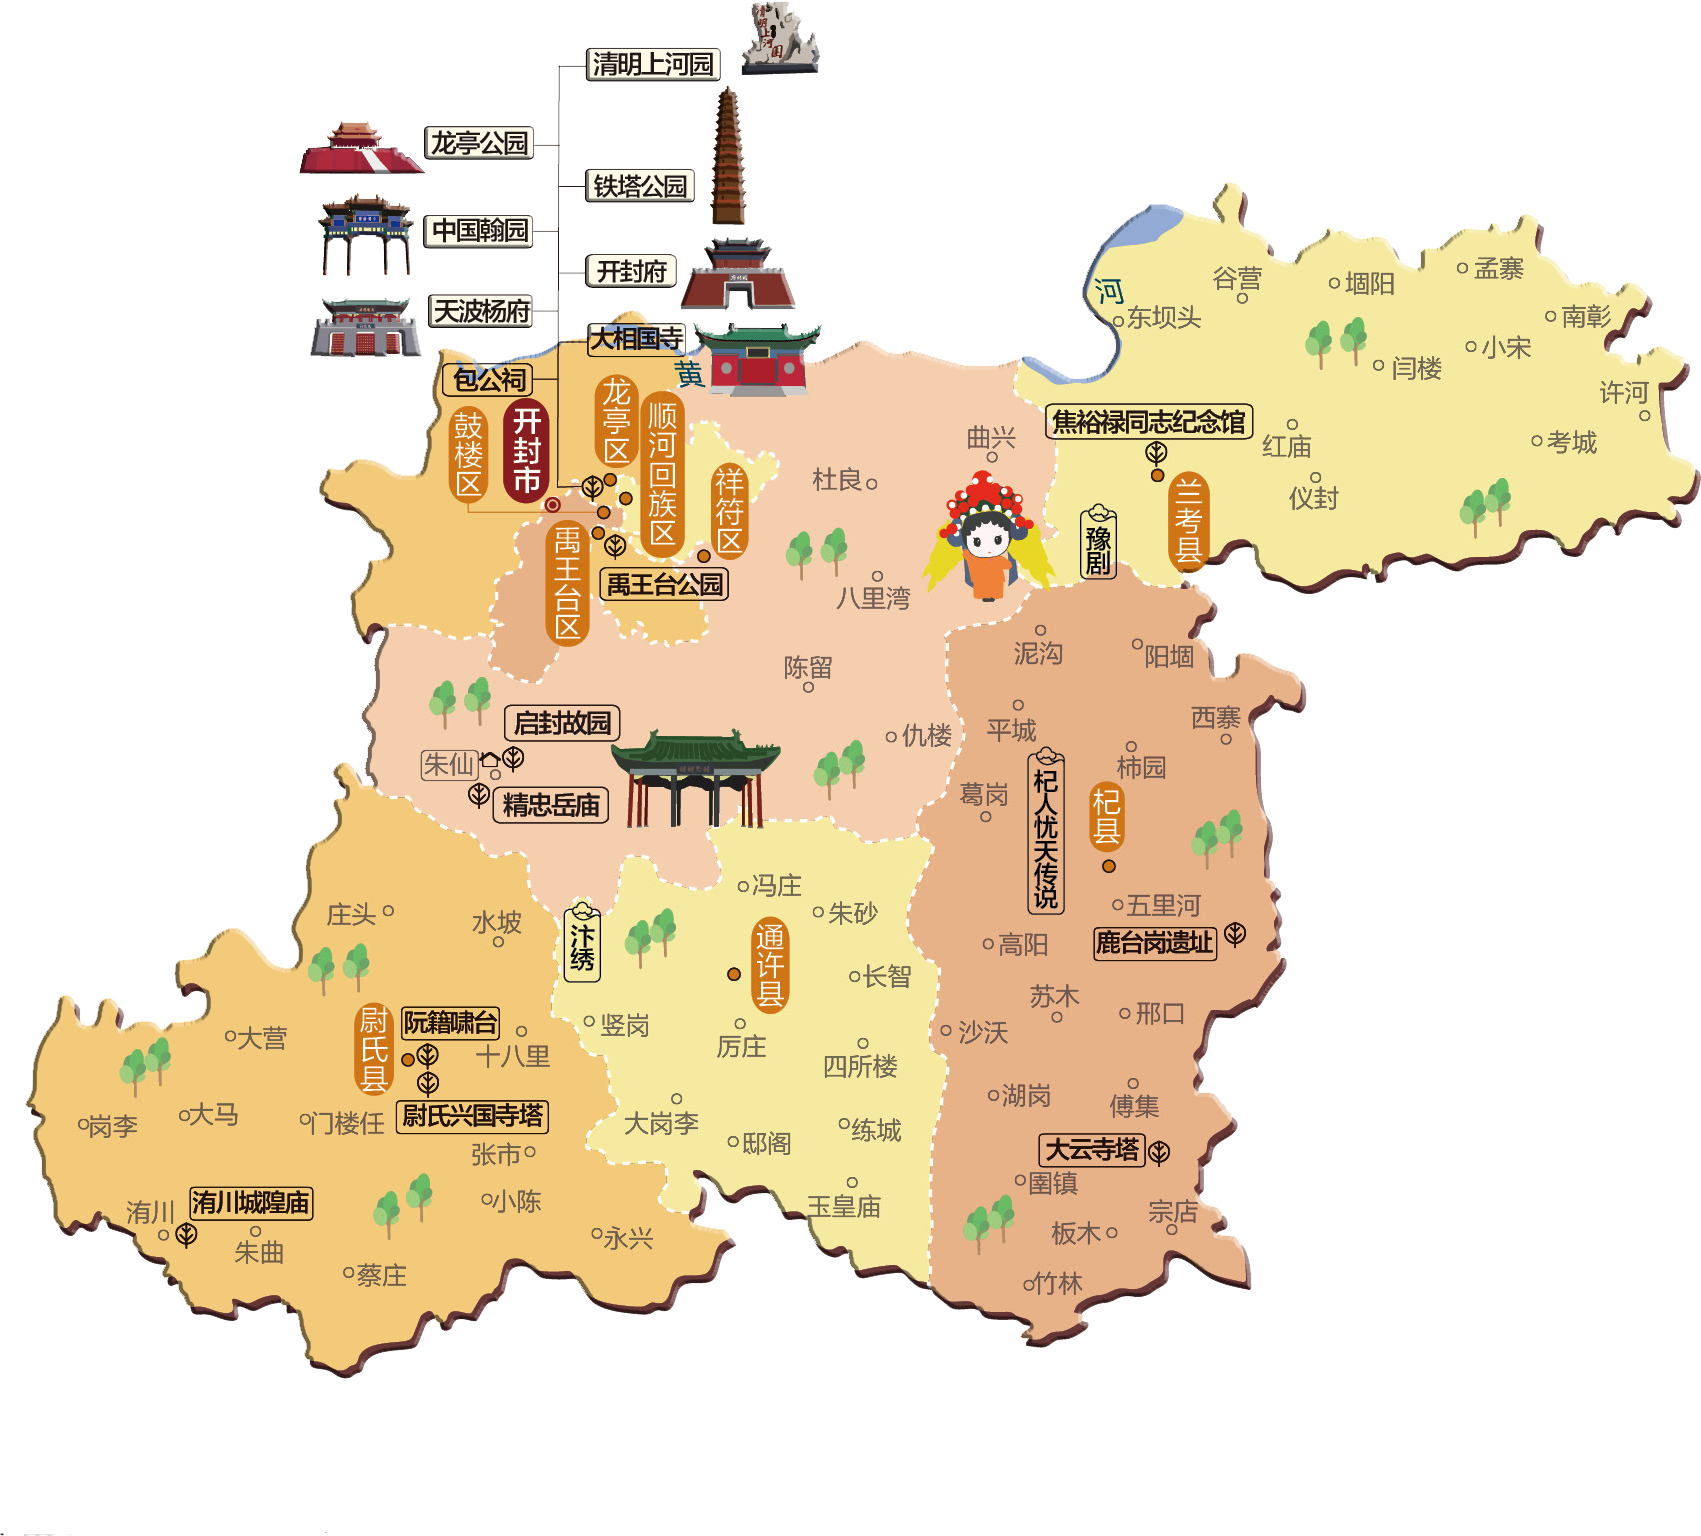 清明上河园
清明上河图
龙亭公园
铁塔公园
中国翰园
开封府
天波杨府
大相国寺
包公祠
黄
河
龙亭区
顺河回族区
鼓楼区
开封市
祥符区
禹王台区
禹王台公园
谷营
堌阳
孟寨
东坝头
南彰
小宋
闫楼
许河
焦裕禄同志纪念馆
红庙
考城
仪封
兰考县
豫剧
曲兴
杜良
八里湾
陈留
仇楼
启封故园
朱仙
精忠岳庙
泥沟
阳堌
平城
西寨
柿园
葛岗
杞人忧天传说
杞县
五里河
鹿台岗遗址
高阳
苏木
邢口
沙沃
湖岗
傅集
大云寺塔
圉镇
宗店
板木
竹林
冯庄
朱砂
汴绣
通许县
长智
竖岗
厉庄
四所楼
大岗李
邸阁
练城
玉皇庙
庄头
水坡
大营
尉氏县
阮籍啸台
十八里
岗李
大马
门楼任
尉氏兴国寺塔
张市
洧川
洧川城隍庙
小陈
朱曲
永兴
蔡庄